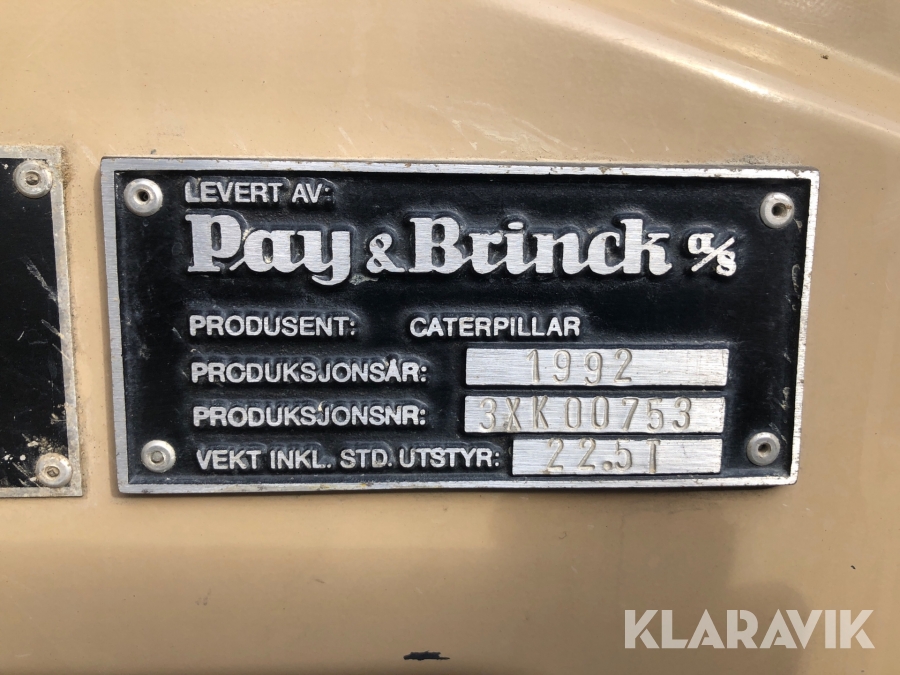 LEVERT AV:
Pay & Brinck a/s
PRODUSENT: CATERPILLAR
PRODUKSJONSÅR: 1992
PRODUKSJONSNR: 3XK00753
VEKT INKL. STD. UTSTYR: 22.5T
KLARAVIK